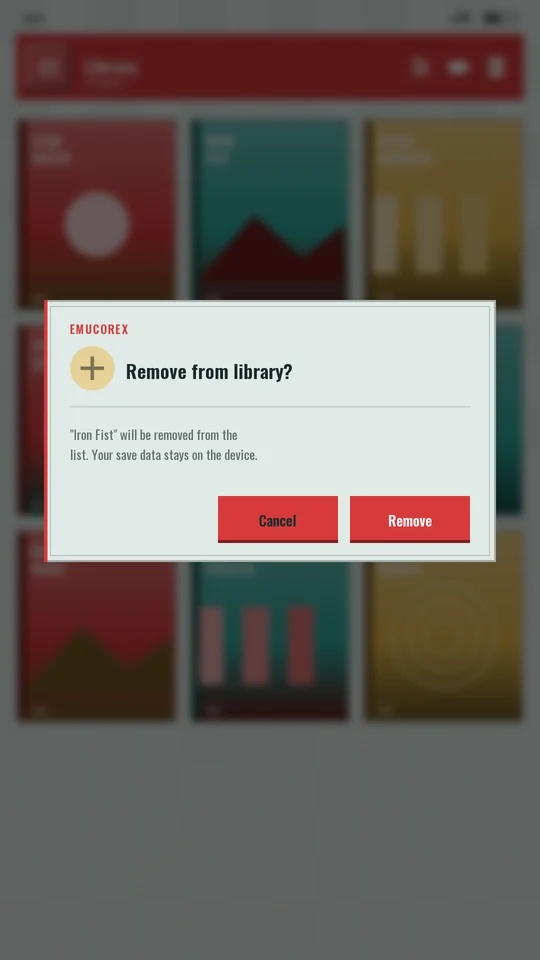 EMUCOREX
Remove from library?
"Iron Fist" will be removed from the
list. Your save data stays on the device.
Cancel
Remove